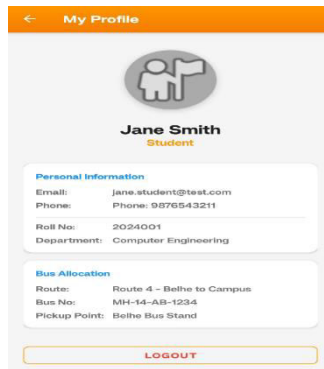 ← My Profile
Jane Smith
Student
Personal Information
Email: jane.student@test.com
Phone: Phone: 9876543211
Roll No: 2024001
Department: Computer Engineering
Bus Allocation
Route: Route 4 - Belhe to Campus
Bus No: MH-14-AB-1234
Pickup Point: Belhe Bus Stand
LOGOUT